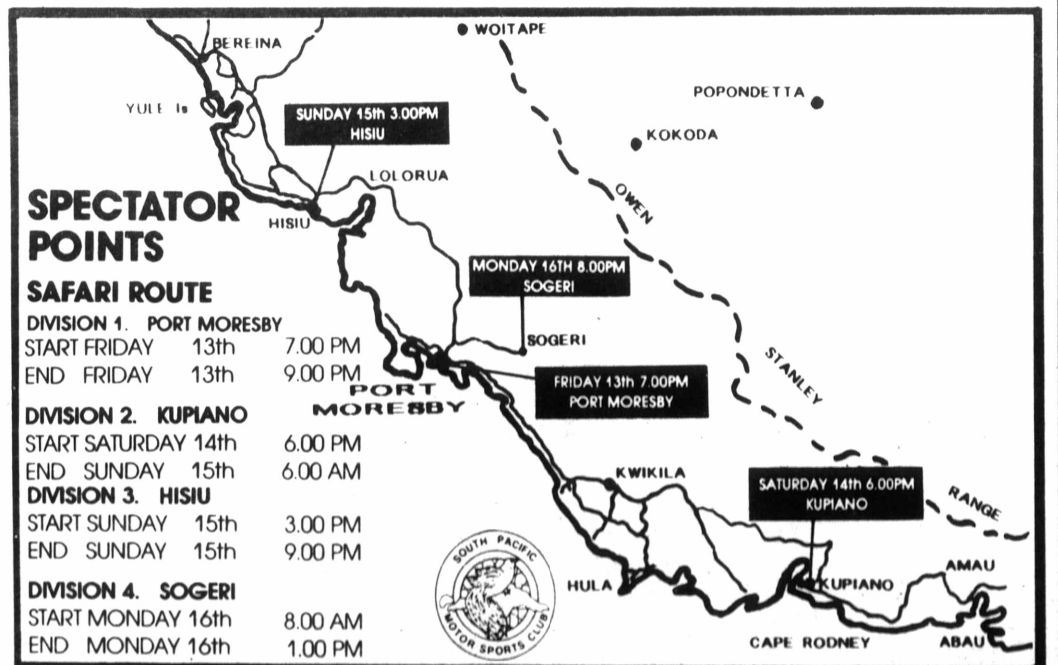 WOITAPE
BEREINA
POPONDETTA
YULE Is
SUNDAY 15th 3.00PM
HISIU
KOKODA
LOLORUA
HISIU
OWEN
STANLEY
RANGE
SPECTATOR
POINTS
MONDAY 16TH 8.00PM
SOGERI
SOGERI
SAFARI ROUTE
DIVISION 1. PORT MORESBY
START FRIDAY 13th 7.00 PM
END FRIDAY 13th 9.00 PM
PORT
MORESBY
FRIDAY 13th 7.00PM
PORT MORESBY
DIVISION 2. KUPIANO
START SATURDAY 14th 6.00 PM
END SUNDAY 15th 6.00 AM
DIVISION 3. HISIU
START SUNDAY 15th 3.00 PM
END SUNDAY 15th 9.00 PM
DIVISION 4. SOGERI
START MONDAY 16th 8.00 AM
END MONDAY 16th 1.00 PM
KWIKILA
SATURDAY 14th 6.00PM
KUPIANO
SOUTH PACIFIC
MOTOR SPORTS CLUB
HULA
KUPIANO
AMAU
CAPE RODNEY
ABAU